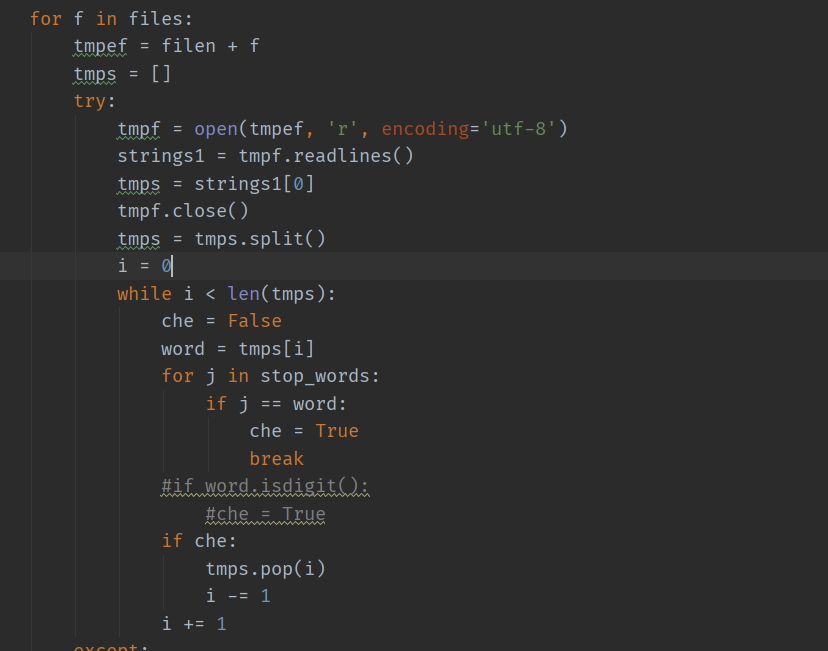 for f in files:
    tmpef = filen + f
    tmps = []
    try:
        tmpf = open(tmpef, 'r', encoding='utf-8')
        strings1 = tmpf.readlines()
        tmps = strings1[0]
        tmpf.close()
        tmps = tmps.split()
        i = 0
        while i < len(tmps):
            che = False
            word = tmps[i]
            for j in stop_words:
                if j == word:
                    che = True
                    break
            #if word.isdigit():
                #che = True
            if che:
                tmps.pop(i)
                i -= 1
            i += 1
    except: